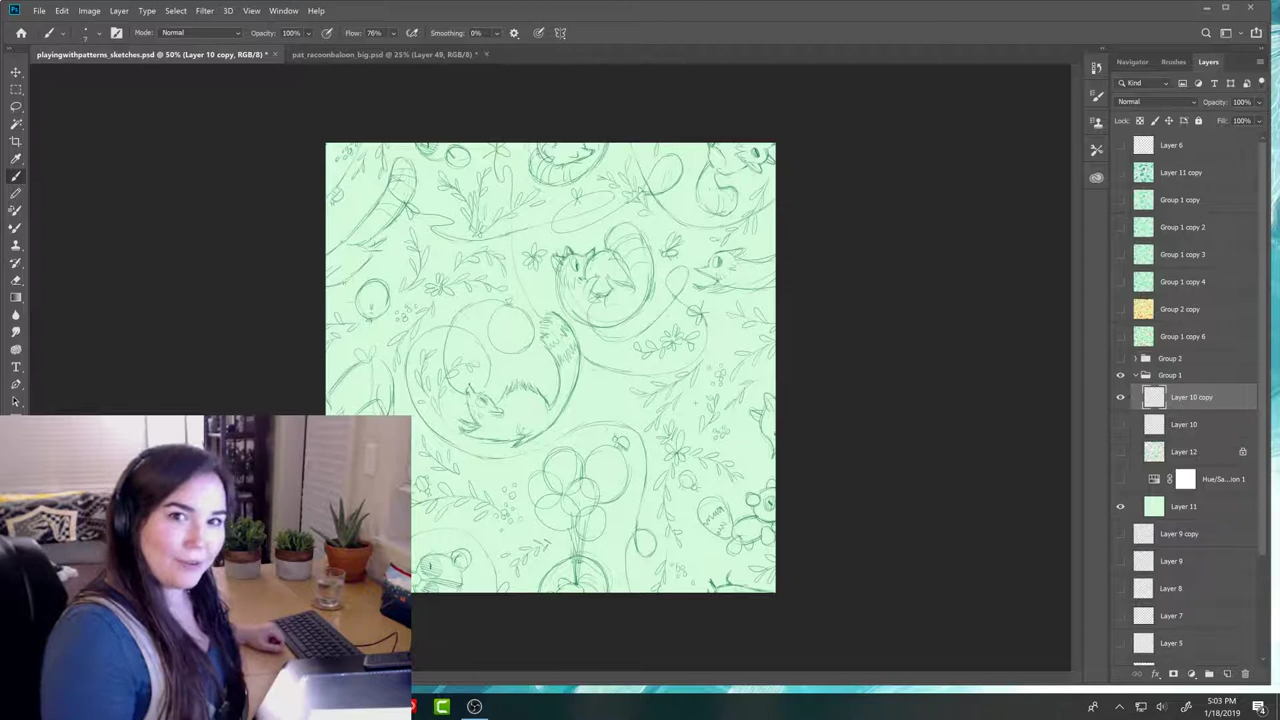 Ps File Edit Image Layer Type Select Filter 3D View Window Help
Mode: Normal Opacity: 100% Flow: 76% Smoothing: 0%
playingwithpatterns_sketches.psd @ 50% (Layer 10 copy, RGB/8) *
pat_racoonbaloon_big.psd @ 25% (Layer 49, RGB/8) *
Navigator Brushes Layers
Kind
Normal Opacity: 100%
Lock: Fill: 100%
Layer 6
Layer 11 copy
Group 1 copy
Group 1 copy 2
Group 1 copy 3
Group 1 copy 4
Group 2 copy
Group 1 copy 6
Group 2
Group 1
Layer 10 copy
Layer 10
Layer 12
Hue/Sa...ion 1
Layer 11
Layer 9 copy
Layer 9
Layer 8
Layer 7
Layer 5
fx
5:03 PM
1/18/2019